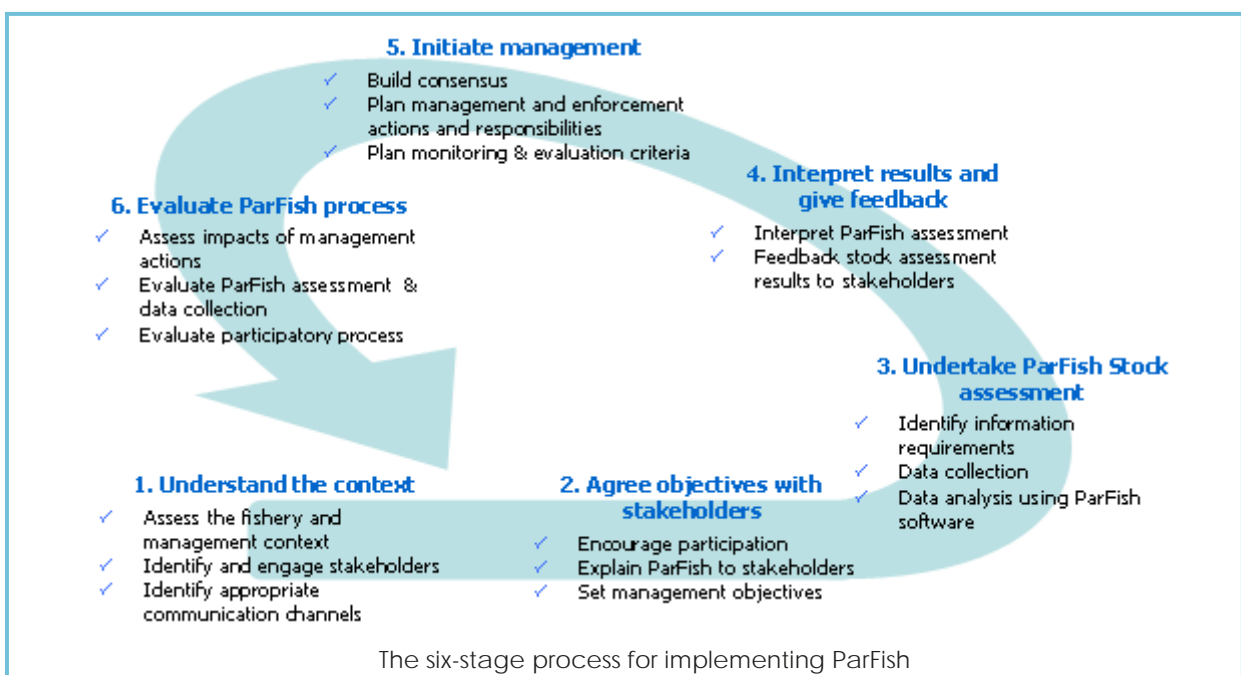 5. Initiate management
✓ Build consensus
✓ Plan management and enforcement
actions and responsibilities
✓ Plan monitoring & evaluation criteria
4. Interpret results and
give feedback
✓ Interpret ParFish assessment
✓ Feedback stock assessment
results to stakeholders
6. Evaluate ParFish process
✓ Assess impacts of management
actions
✓ Evaluate ParFish assessment &
data collection
✓ Evaluate participatory process
3. Undertake ParFish Stock
assessment
✓ Identify information
requirements
✓ Data collection
✓ Data analysis using ParFish
software
1. Understand the context
✓ Assess the fishery and
management context
✓ Identify and engage stakeholders
✓ Identify appropriate
communication channels
2. Agree objectives with
stakeholders
✓ Encourage participation
✓ Explain ParFish to stakeholders
✓ Set management objectives
The six-stage process for implementing ParFish